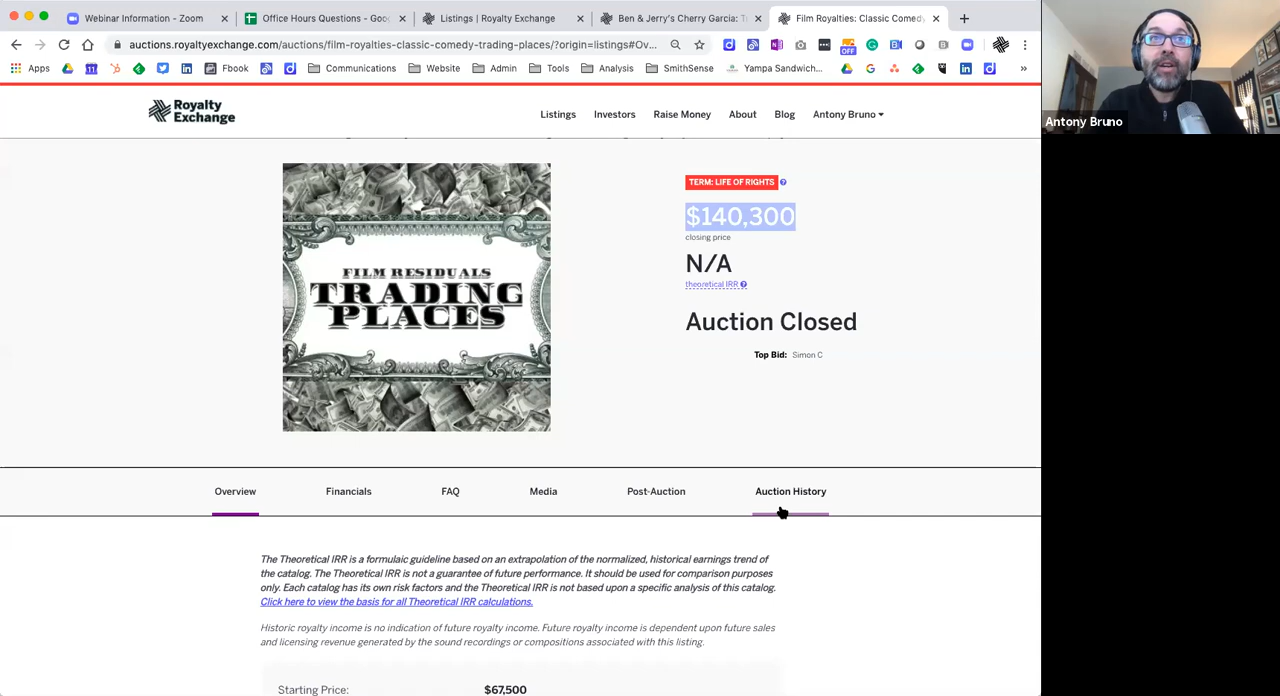 Webinar Information - Zoom
Office Hours Questions - Goo
Listings | Royalty Exchange
Ben & Jerry's Cherry Garcia: T
Film Royalties: Classic Comedy
auctions.royaltyexchange.com/auctions/film-royalties-classic-comedy-trading-places/?origin=listings#Ov...
OFF
Apps
Fbook
Communications
Website
Admin
Tools
Analysis
SmithSense
Yampa Sandwich...
Antony Bruno
Royalty
Exchange
Listings
Investors
Raise Money
About
Blog
Antony Bruno
FILM RESIDUALS
TRADING
PLACES
TERM: LIFE OF RIGHTS
$140,300
closing price
N/A
theoretical IRR
Auction Closed
Top Bid: Simon C
Overview
Financials
FAQ
Media
Post-Auction
Auction History
The Theoretical IRR is a formulaic guideline based on an extrapolation of the normalized, historical earnings trend of
the catalog. The Theoretical IRR is not a guarantee of future performance. It should be used for comparison purposes
only. Each catalog has its own risk factors and the Theoretical IRR is not based upon a specific analysis of this catalog.
Click here to view the basis for all Theoretical IRR calculations.
Historic royalty income is no indication of future royalty income. Future royalty income is dependent upon future sales
and licensing revenue generated by the sound recordings or compositions associated with this listing.
Starting Price: $67,500